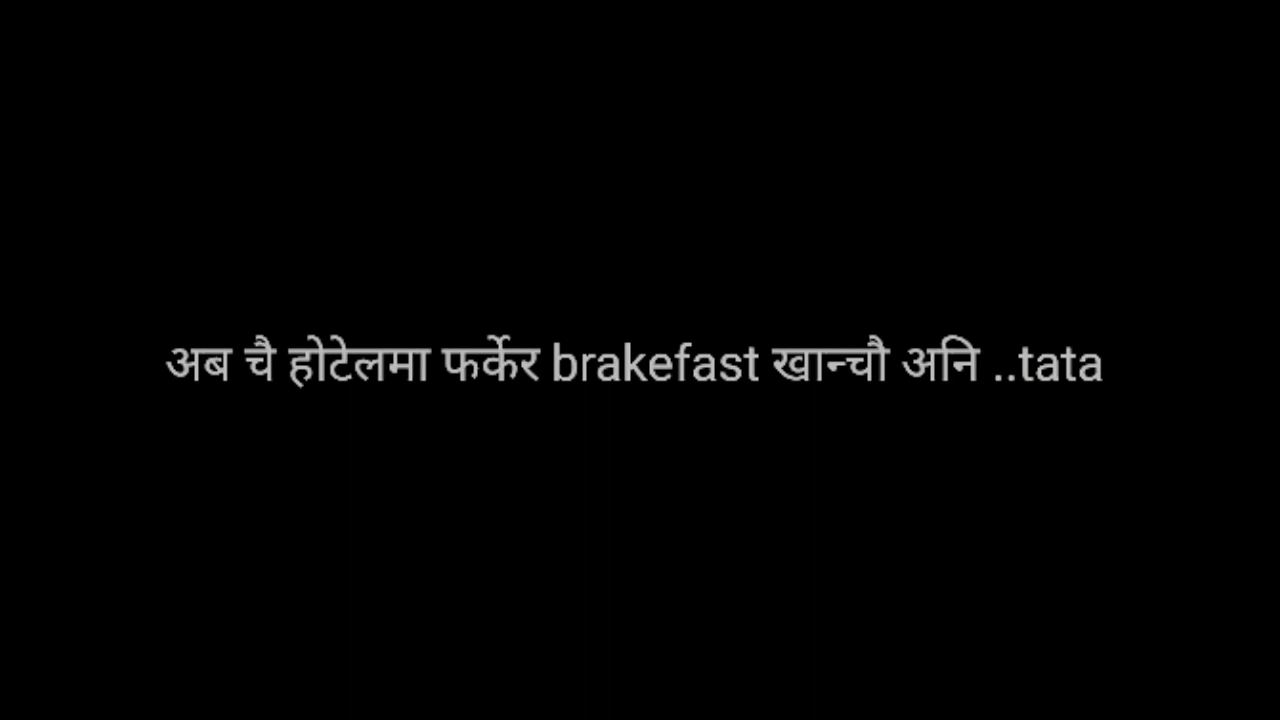 अब चै होटेलमा फर्केर brakefast खान्चौ अनि ..tata